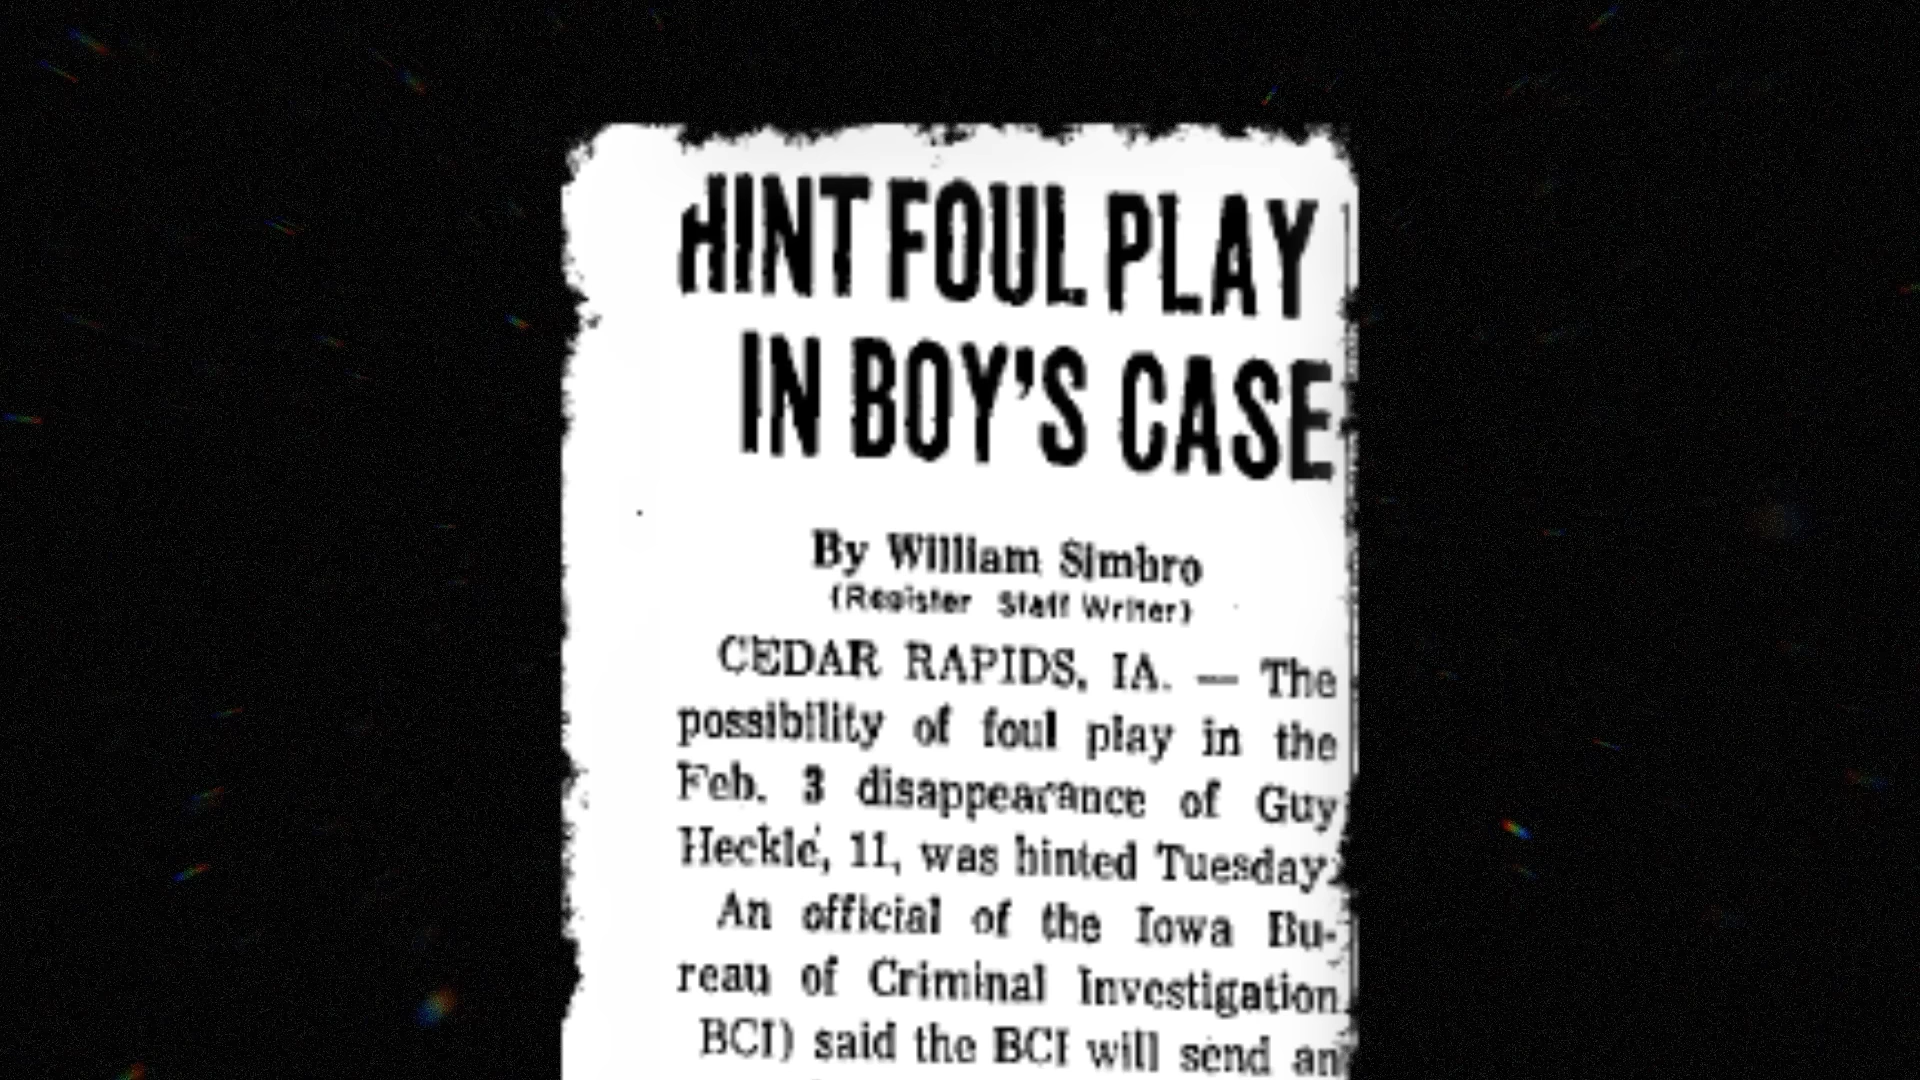 HINT FOUL PLAY
IN BOY'S CASE
By William Simbro
(Register Staff Writer)
CEDAR RAPIDS, IA. — The
possibility of foul play in the
Feb. 3 disappearance of Guy
Heckle, 11, was hinted Tuesday.
An official of the Iowa Bu-
reau of Criminal Investigation
BCI) said the BCI will send an